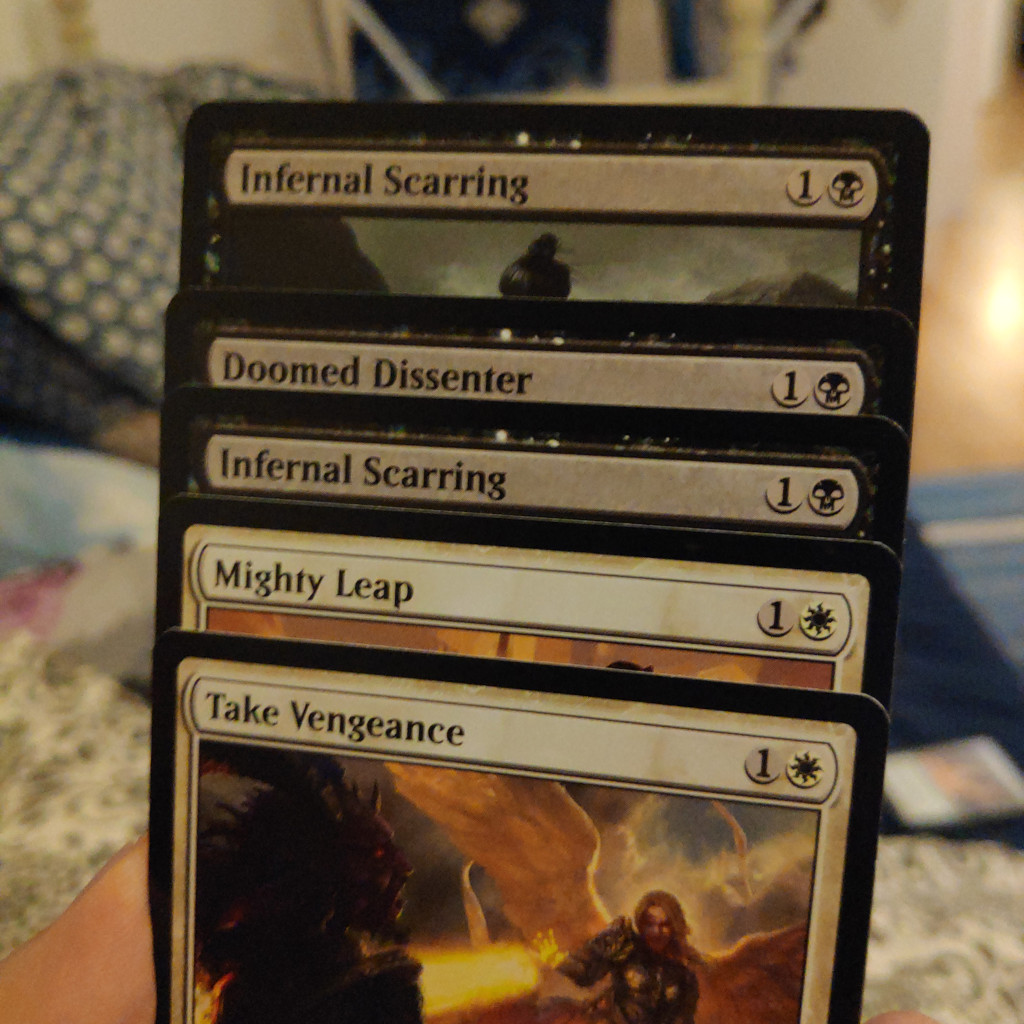 Infernal Scarring 1
Doomed Dissenter 1
Infernal Scarring 1
Mighty Leap 1
Take Vengeance 1